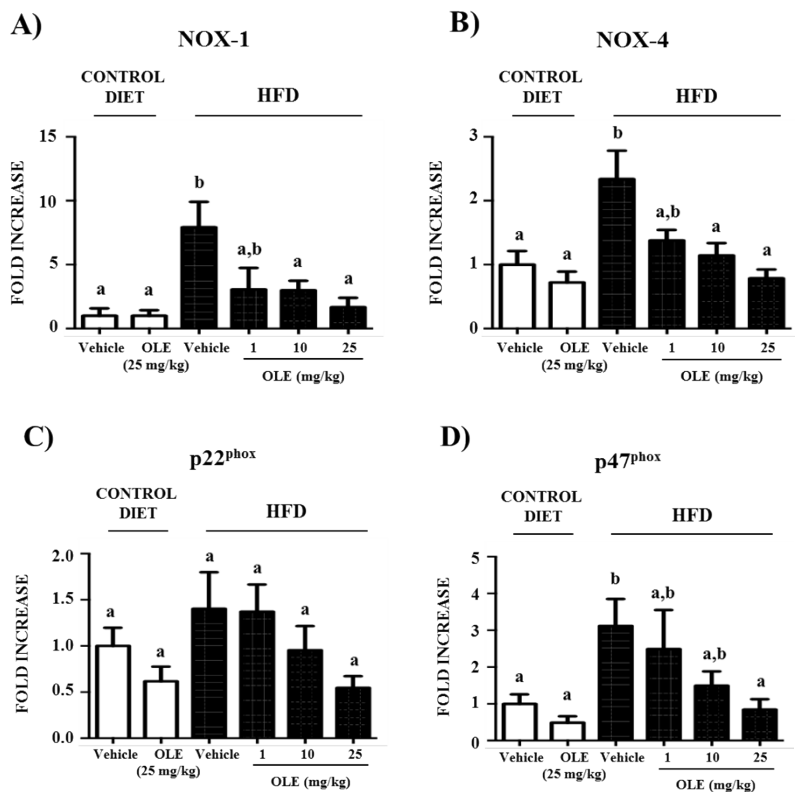 A)
NOX-1
CONTROL
DIET
HFD
FOLD INCREASE
15
10
5
0
a
a
b
a,b
a
a
Vehicle
OLE
(25 mg/kg)
Vehicle
1
10
25
OLE (mg/kg)
B)
NOX-4
CONTROL
DIET
HFD
FOLD INCREASE
3
2
1
0
a
a
b
a,b
a
a
Vehicle
OLE
(25 mg/kg)
Vehicle
1
10
25
OLE (mg/kg)
C)
p22phox
CONTROL
DIET
HFD
FOLD INCREASE
2.0
1.5
1.0
0.5
0.0
a
a
a
a
a
a
Vehicle
OLE
(25 mg/kg)
Vehicle
1
10
25
OLE (mg/kg)
D)
p47phox
CONTROL
DIET
HFD
FOLD INCREASE
5
4
3
2
1
0
a
a
b
a,b
a,b
a
Vehicle
OLE
(25 mg/kg)
Vehicle
1
10
25
OLE (mg/kg)